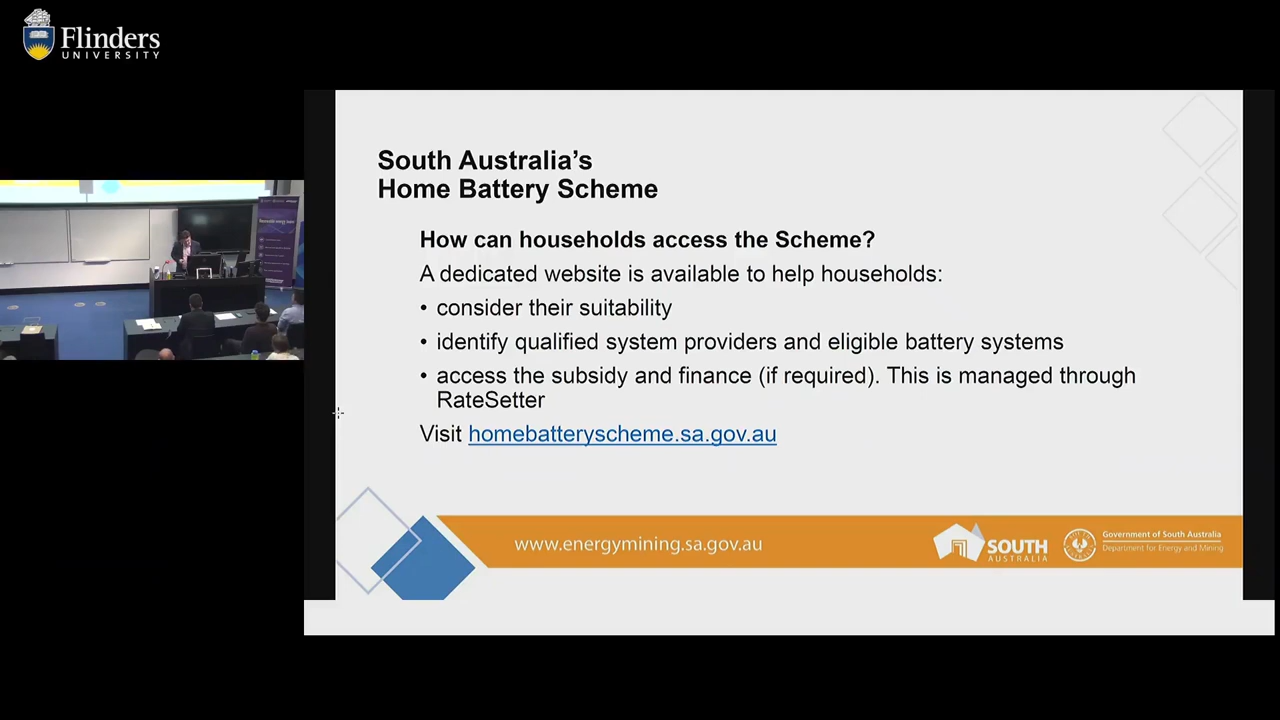 Flinders
UNIVERSITY
South Australia's
Home Battery Scheme
How can households access the Scheme?
A dedicated website is available to help households:
• consider their suitability
• identify qualified system providers and eligible battery systems
• access the subsidy and finance (if required). This is managed through
RateSetter
Visit homebatteryscheme.sa.gov.au
www.energymining.sa.gov.au
SOUTH
AUSTRALIA
Government of South Australia
Department for Energy and Mining